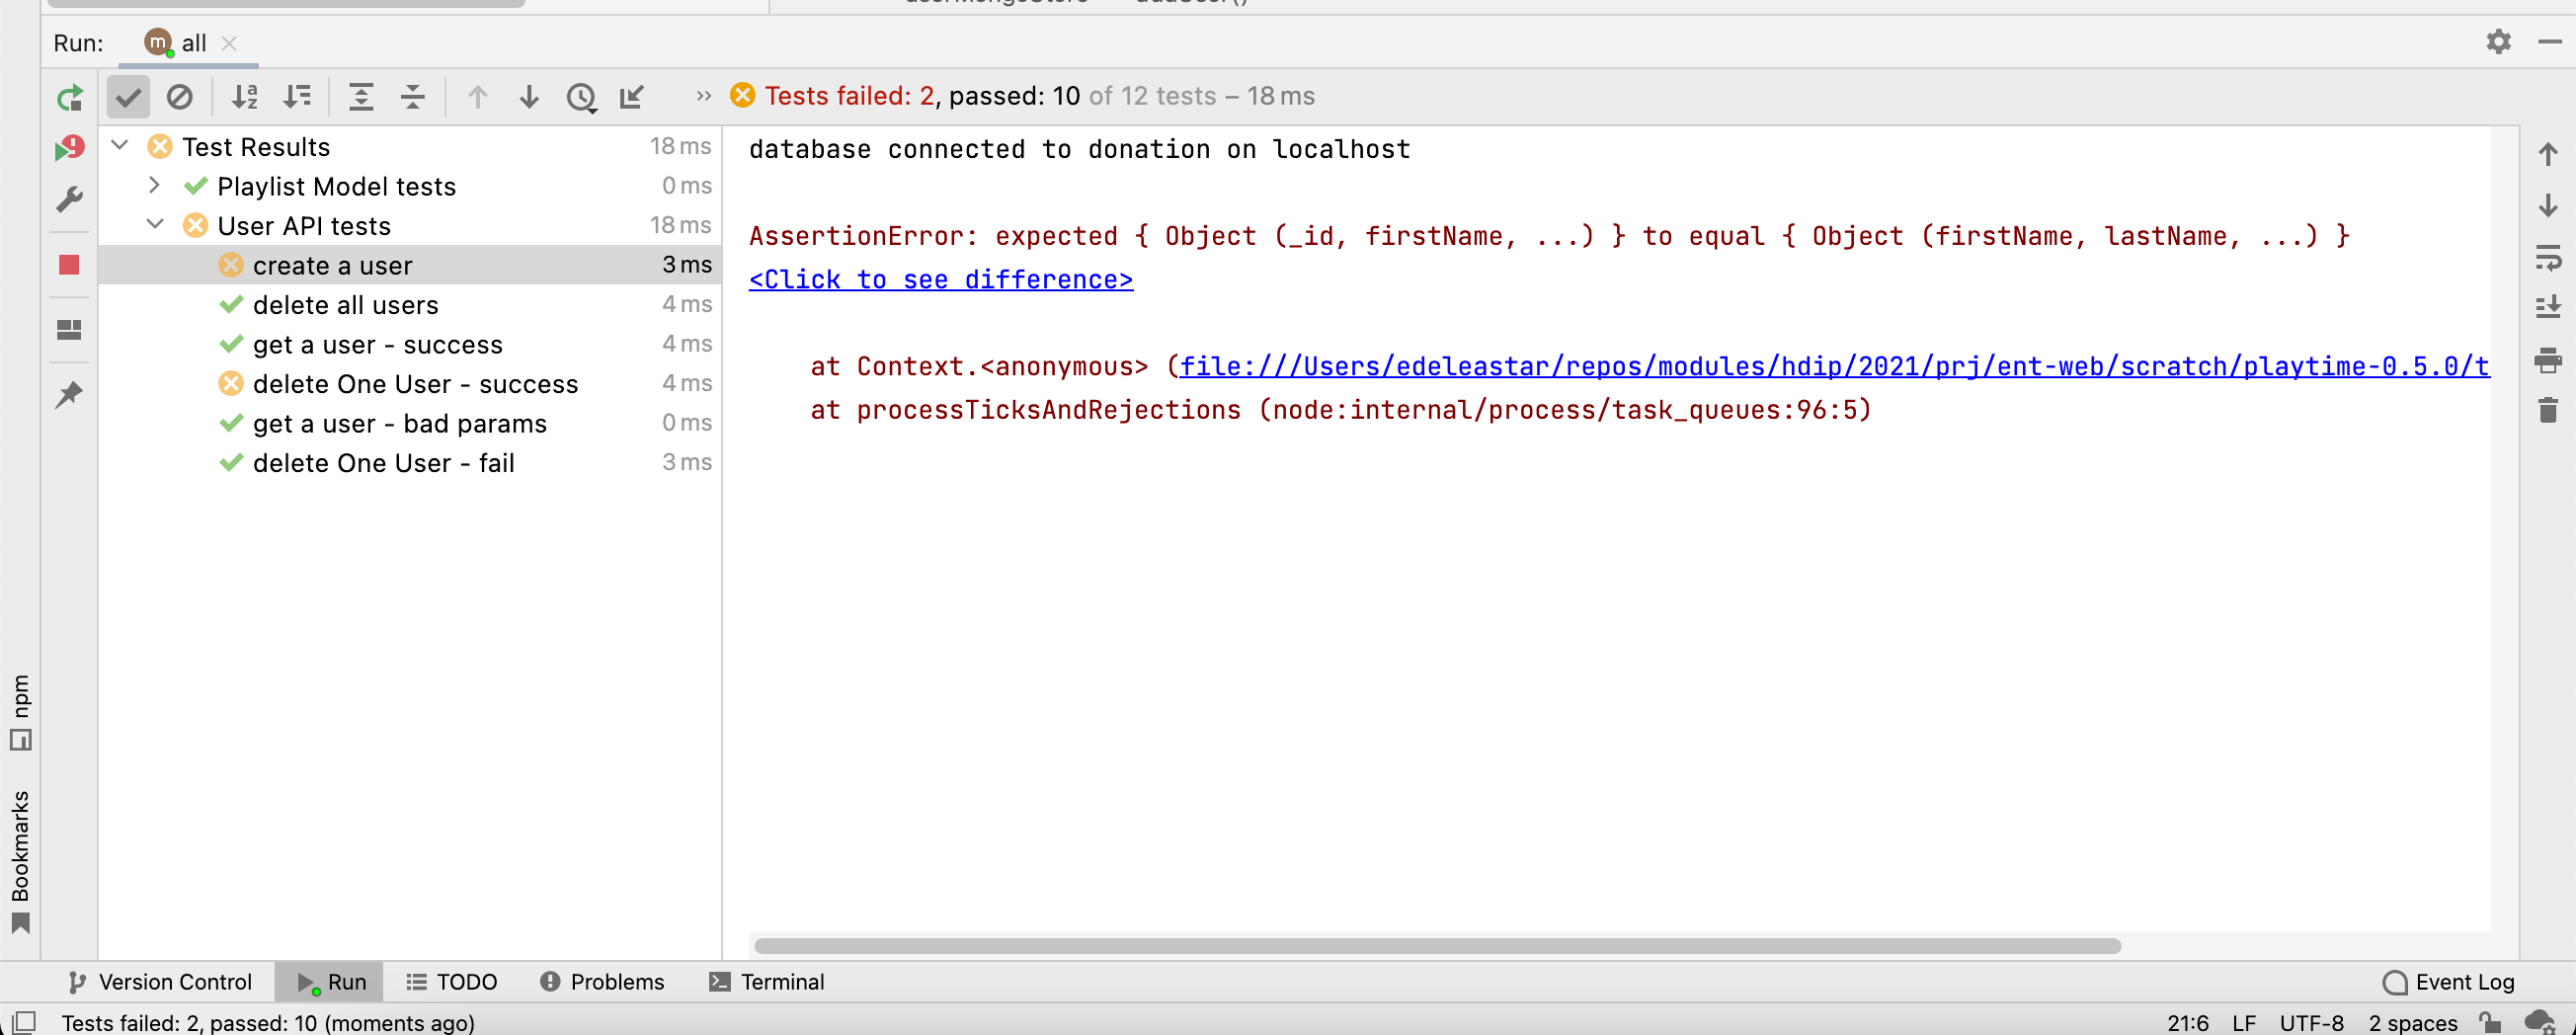 Run: all
Tests failed: 2, passed: 10 of 12 tests – 18 ms
Test Results 18 ms
Playlist Model tests 0 ms
User API tests 18 ms
create a user 3 ms
delete all users 4 ms
get a user - success 4 ms
delete One User - success 4 ms
get a user - bad params 0 ms
delete One User - fail 3 ms
database connected to donation on localhost
AssertionError: expected { Object (_id, firstName, ...) } to equal { Object (firstName, lastName, ...) }
<Click to see difference>
at Context.<anonymous> (file:///Users/edeleastar/repos/modules/hdip/2021/prj/ent-web/scratch/playtime-0.5.0/t
at processTicksAndRejections (node:internal/process/task_queues:96:5)
npm
Bookmarks
Version Control Run TODO Problems Terminal Event Log
Tests failed: 2, passed: 10 (moments ago) 21:6 LF UTF-8 2 spaces